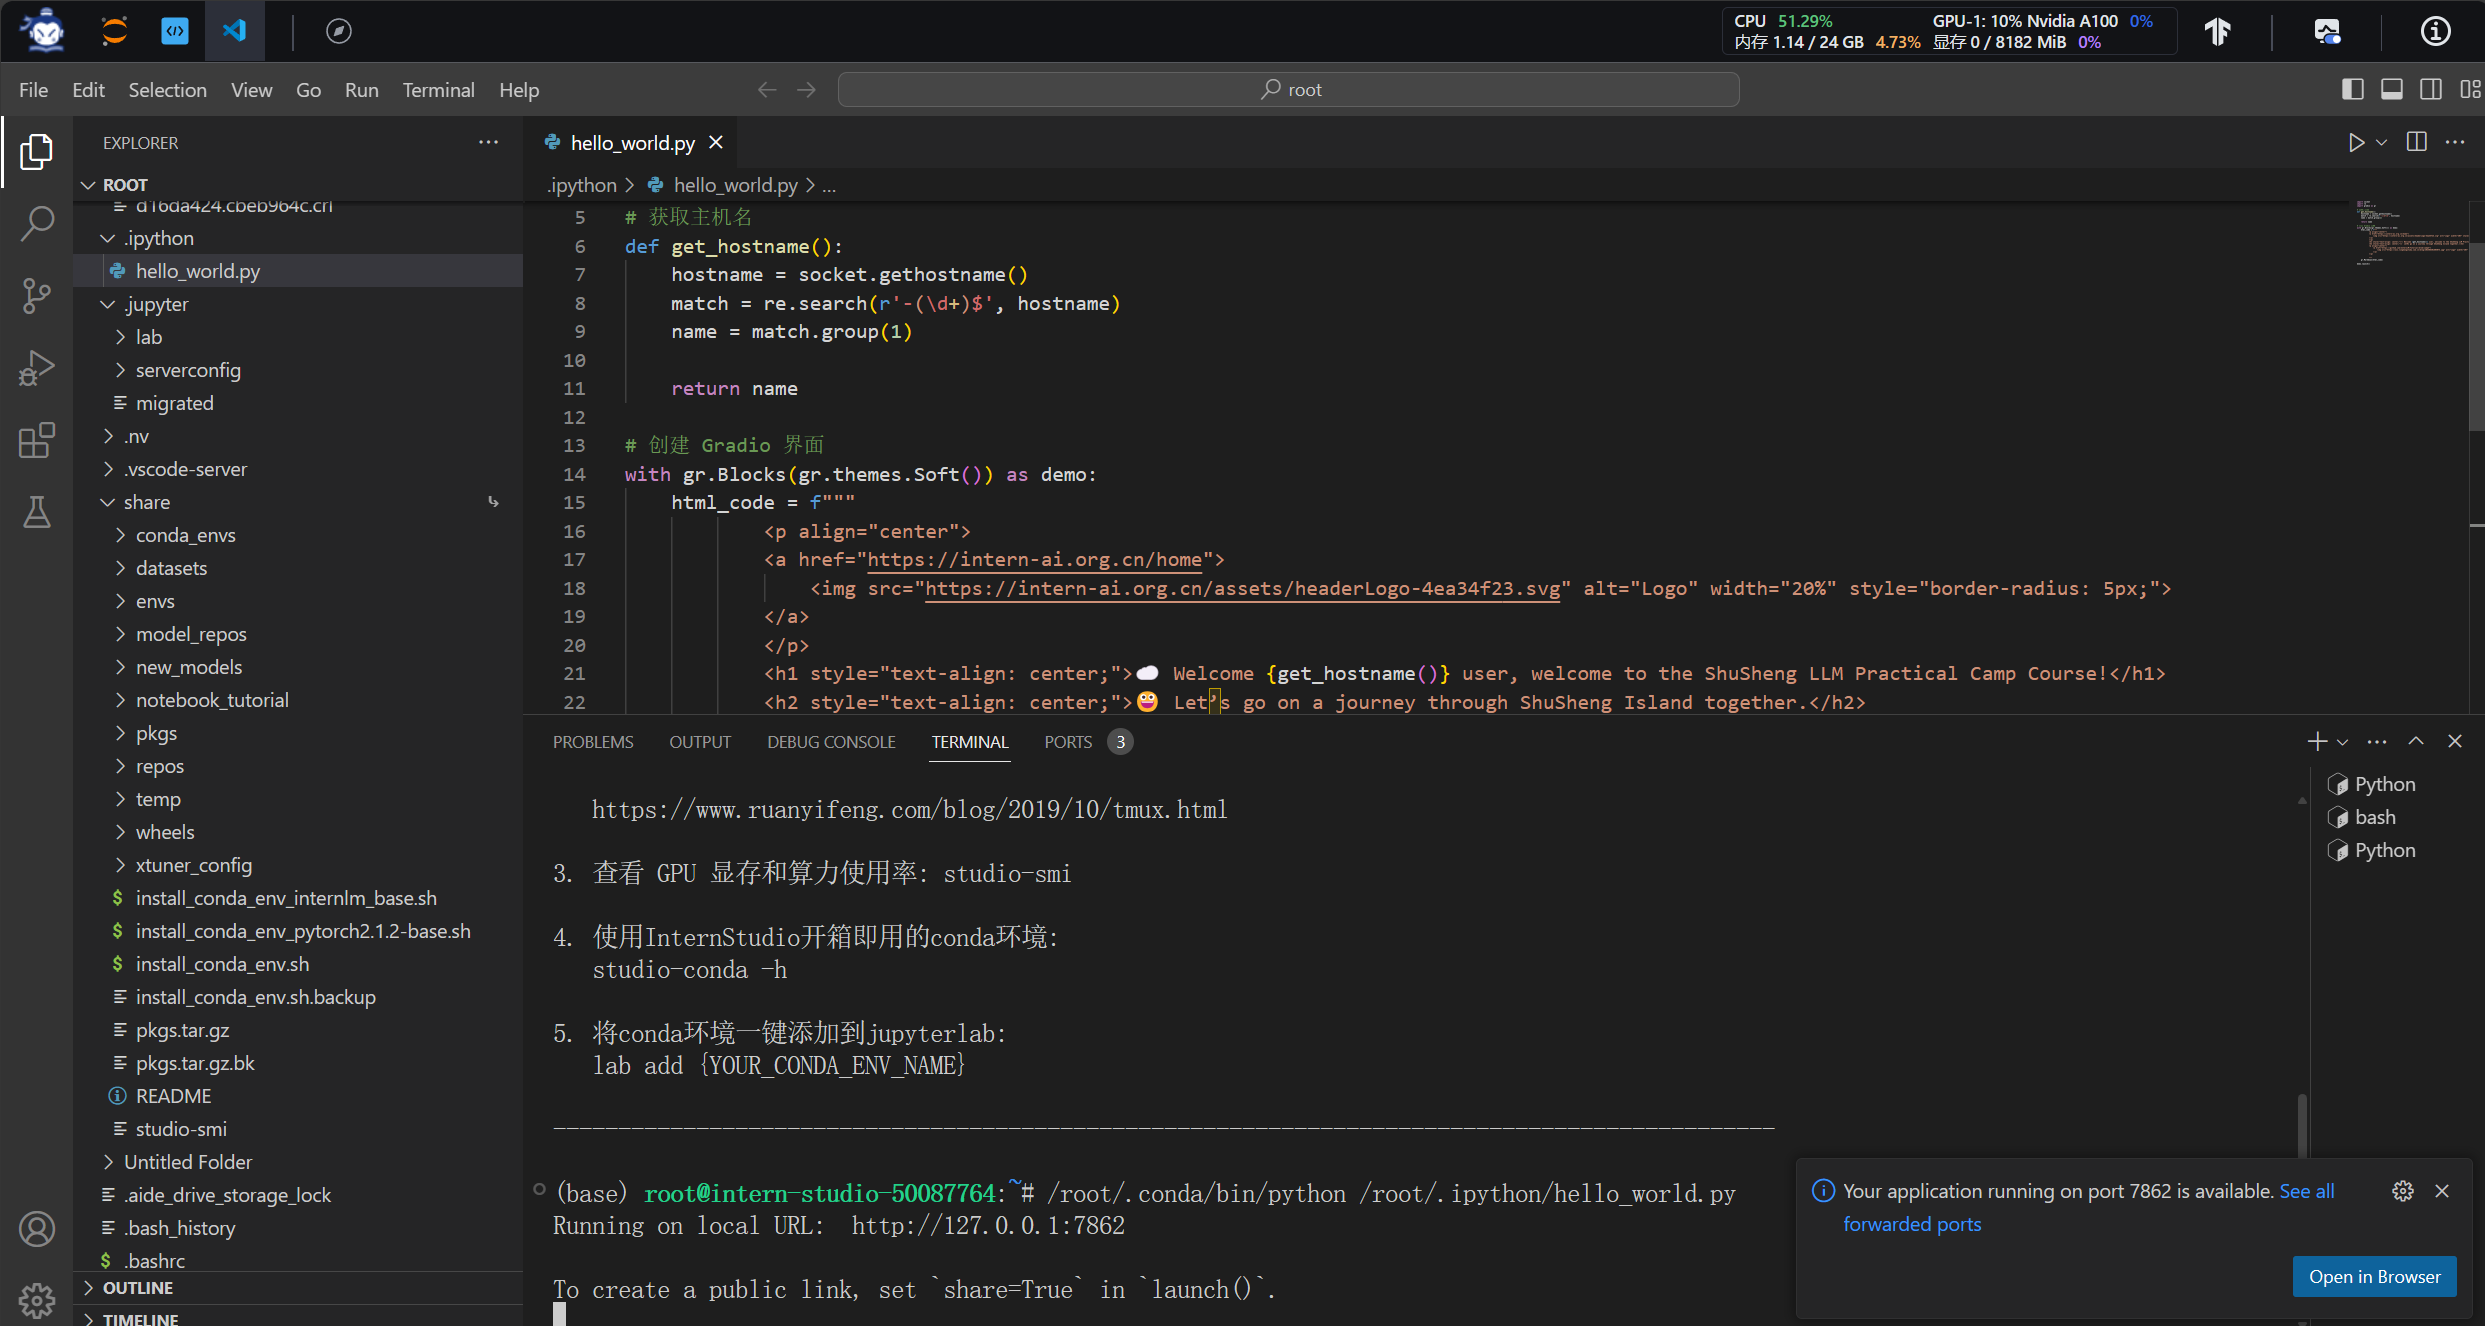 CPU 51.29% GPU-1: 10% Nvidia A100 0%
内存 1.14 / 24 GB 4.73% 显存 0 / 8182 MiB 0%
File Edit Selection View Go Run Terminal Help
root
EXPLORER
ROOT
d16da424.cbeb964c.crl
.ipython
hello_world.py
.jupyter
lab
serverconfig
migrated
.nv
.vscode-server
share
conda_envs
datasets
envs
model_repos
new_models
notebook_tutorial
pkgs
repos
temp
wheels
xtuner_config
install_conda_env_internlm_base.sh
install_conda_env_pytorch2.1.2-base.sh
install_conda_env.sh
install_conda_env.sh.backup
pkgs.tar.gz
pkgs.tar.gz.bk
README
studio-smi
Untitled Folder
.aide_drive_storage_lock
.bash_history
.bashrc
OUTLINE
TIMELINE
hello_world.py
.ipython > hello_world.py > ...
5 # 获取主机名
6 def get_hostname():
7 hostname = socket.gethostname()
8 match = re.search(r'-(\d+)$', hostname)
9 name = match.group(1)
10
11 return name
12
13 # 创建 Gradio 界面
14 with gr.Blocks(gr.themes.Soft()) as demo:
15 html_code = f"""
16 <p align="center">
17 <a href="https://intern-ai.org.cn/home">
18 <img src="https://intern-ai.org.cn/assets/headerLogo-4ea34f23.svg" alt="Logo" width="20%" style="border-radius: 5px;">
19 </a>
20 </p>
21 <h1 style="text-align: center;">☁️ Welcome {get_hostname()} user, welcome to the ShuSheng LLM Practical Camp Course!</h1>
22 <h2 style="text-align: center;">😀 Let’s go on a journey through ShuSheng Island together.</h2>
PROBLEMS OUTPUT DEBUG CONSOLE TERMINAL PORTS 3
https://www.ruanyifeng.com/blog/2019/10/tmux.html
3. 查看 GPU 显存和算力使用率: studio-smi
4. 使用InternStudio开箱即用的conda环境:
studio-conda -h
5. 将conda环境一键添加到jupyterlab:
lab add {YOUR_CONDA_ENV_NAME}
----------------------------------------------------------------------------------------------
(base) root@intern-studio-50087764:~# /root/.conda/bin/python /root/.ipython/hello_world.py
Running on local URL: http://127.0.0.1:7862
To create a public link, set `share=True` in `launch()`.
Python
bash
Python
Your application running on port 7862 is available. See all
forwarded ports
Open in Browser